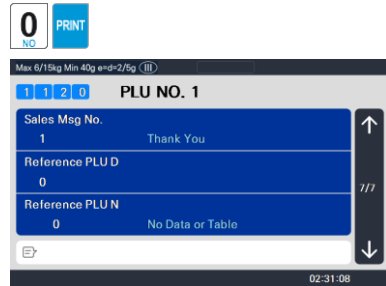 0
NO
PRINT
Max 6/15kg Min 40g e=d=2/5g III
1 1 2 0 PLU NO. 1
Sales Msg No.
1 Thank You
Reference PLU D
0
7/7
Reference PLU N
0 No Data or Table
02:31:08